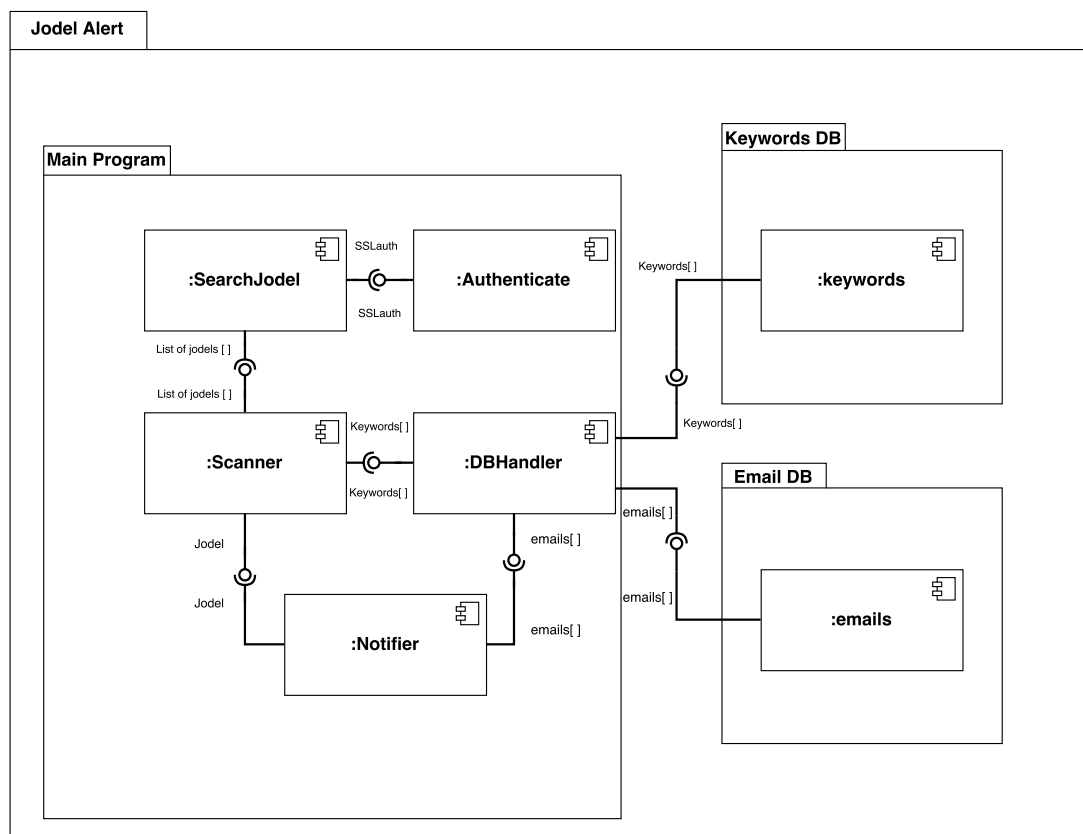 Jodel Alert
Keywords DB
Main Program
:SearchJodel
SSLauth
SSLauth
:Authenticate
Keywords[ ]
:keywords
List of jodels [ ]
List of jodels [ ]
Keywords[ ]
:Scanner
Keywords[ ]
Keywords[ ]
:DBHandler
Email DB
emails[ ]
emails[ ]
:emails
Jodel
Jodel
emails[ ]
emails[ ]
:Notifier